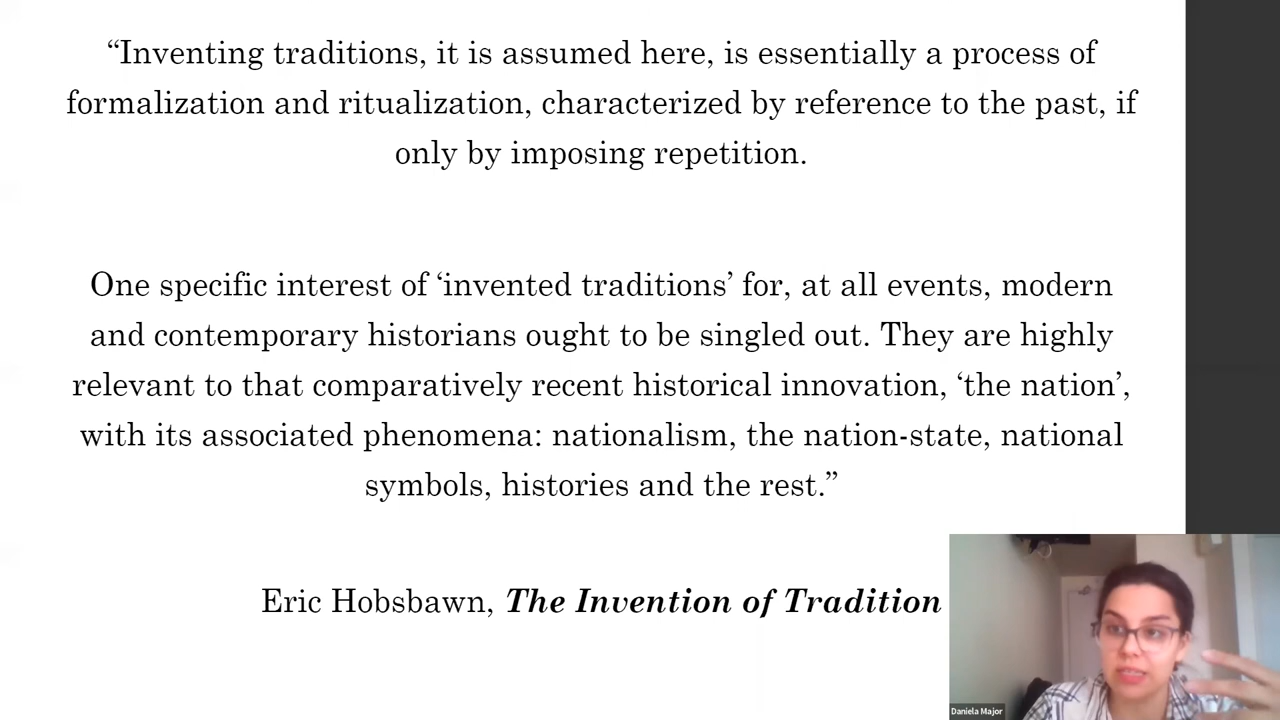 “Inventing traditions, it is assumed here, is essentially a process of
formalization and ritualization, characterized by reference to the past, if
only by imposing repetition.
One specific interest of ‘invented traditions’ for, at all events, modern
and contemporary historians ought to be singled out. They are highly
relevant to that comparatively recent historical innovation, ‘the nation’,
with its associated phenomena: nationalism, the nation-state, national
symbols, histories and the rest.”
Eric Hobsbawn, The Invention of Tradition
Daniela Major